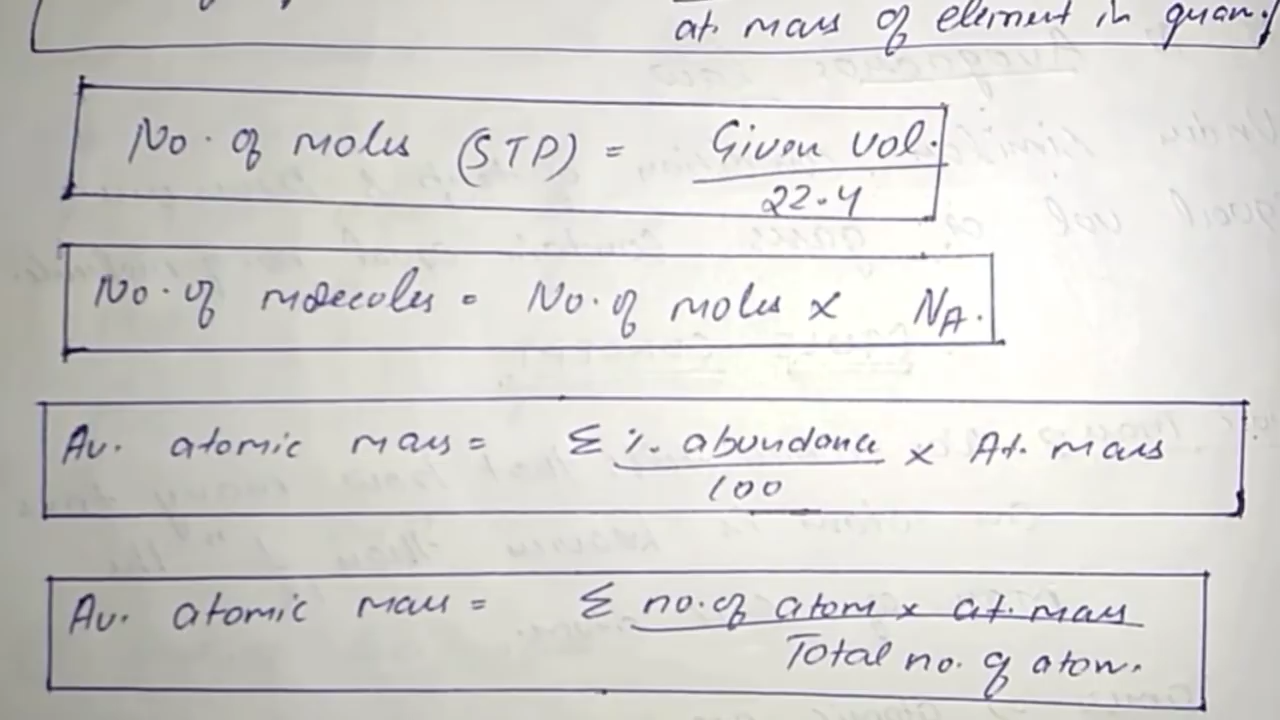 at. mass of element in gram.
No. of moles (STP) = Given vol.
22.4
No. of molecules = No. of moles × NA.
Av. atomic mass = Σ %. abundance × At. mass
100
Av. atomic mass = Σ no. of atom × at. mass
Total no. of atom.